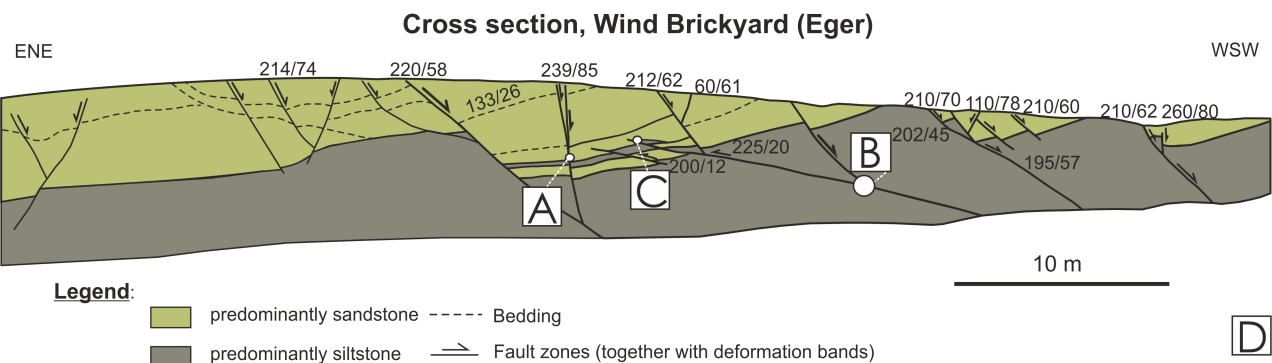 Cross section, Wind Brickyard (Eger)
ENE
WSW
214/74
220/58
239/85
212/62
60/61
133/26
210/70
110/78
210/60
210/62
260/80
202/45
225/20
200/12
195/57
A
B
C
10 m
Legend:
predominantly sandstone
Bedding
predominantly siltstone
Fault zones (together with deformation bands)
D